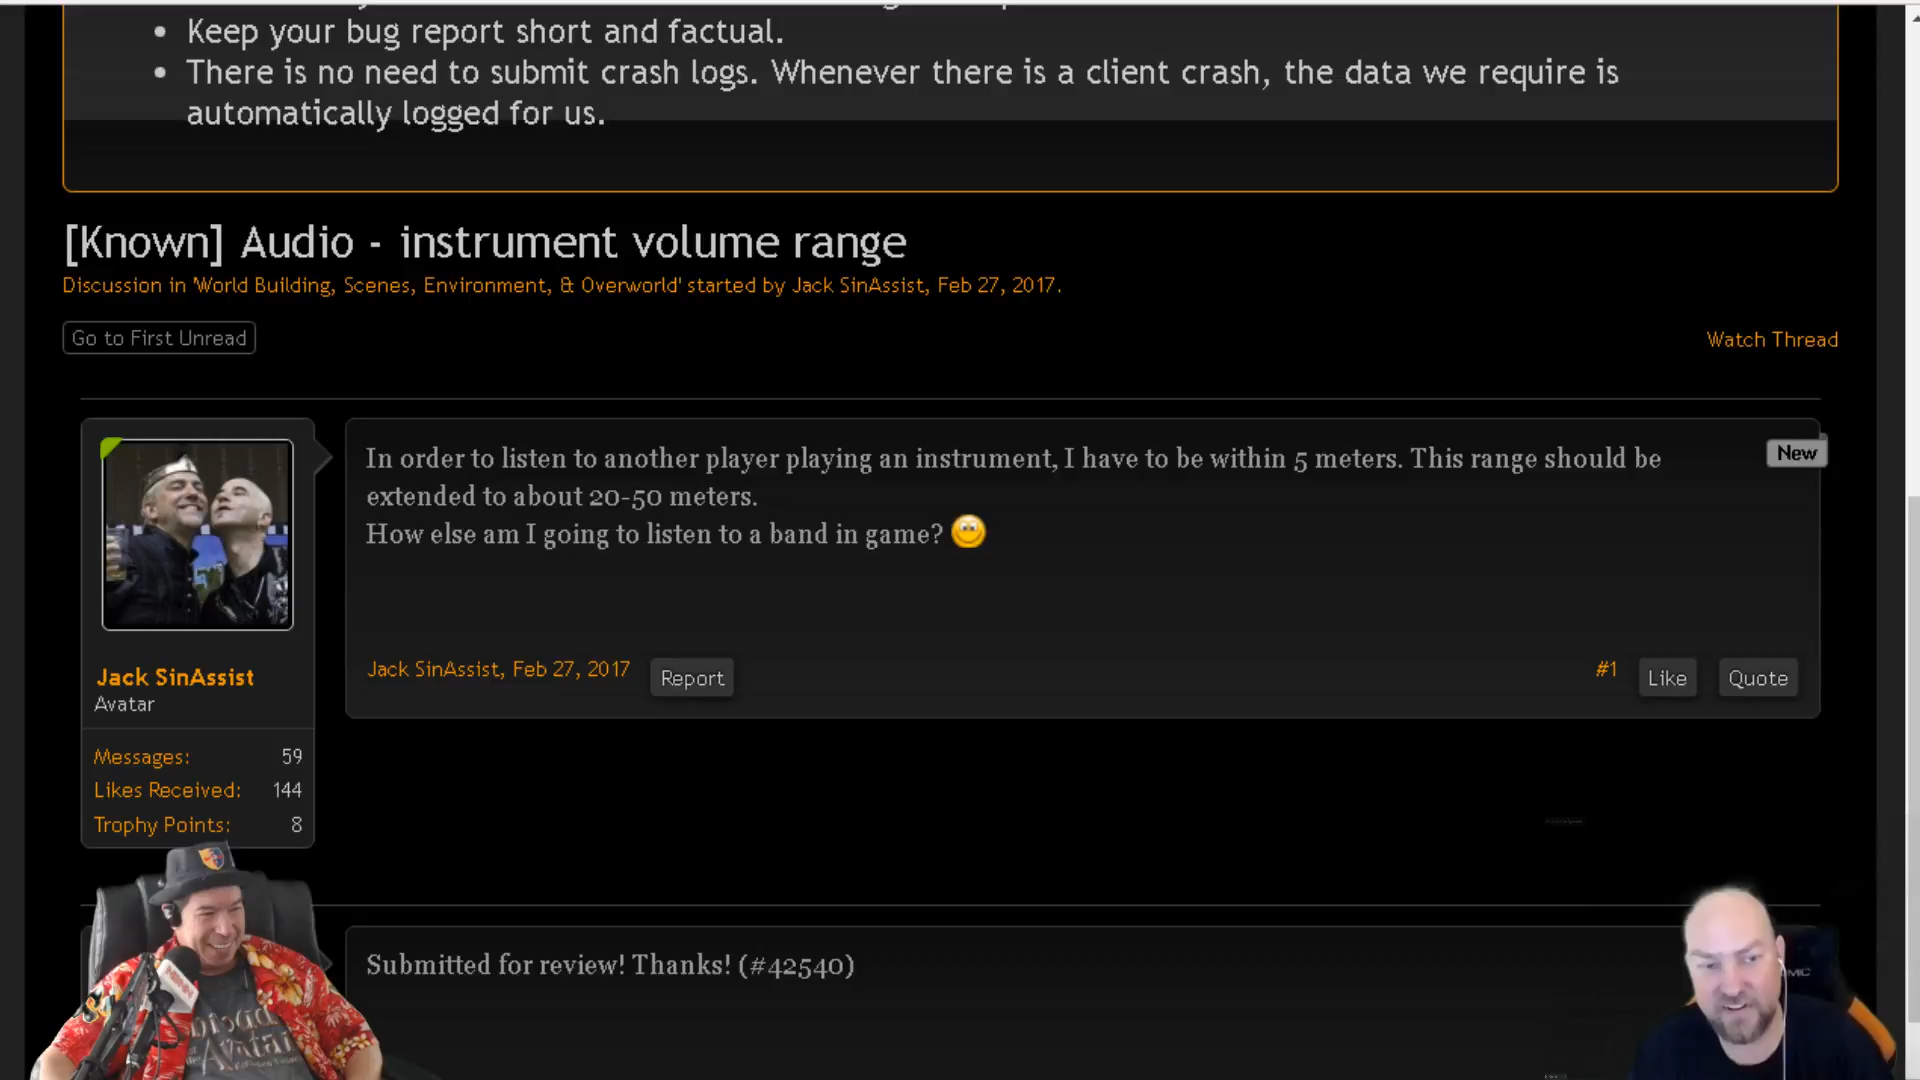 Keep your bug report short and factual.
There is no need to submit crash logs. Whenever there is a client crash, the data we require is
automatically logged for us.
[Known] Audio - instrument volume range
Discussion in 'World Building, Scenes, Environment, & Overworld' started by Jack SinAssist, Feb 27, 2017.
Go to First Unread
Watch Thread
In order to listen to another player playing an instrument, I have to be within 5 meters. This range should be
extended to about 20-50 meters.
How else am I going to listen to a band in game?
New
Jack SinAssist, Feb 27, 2017
Report
#1
Like
Quote
Jack SinAssist
Avatar
Messages: 59
Likes Received: 144
Trophy Points: 8
Submitted for review! Thanks! (#42540)
Avatar